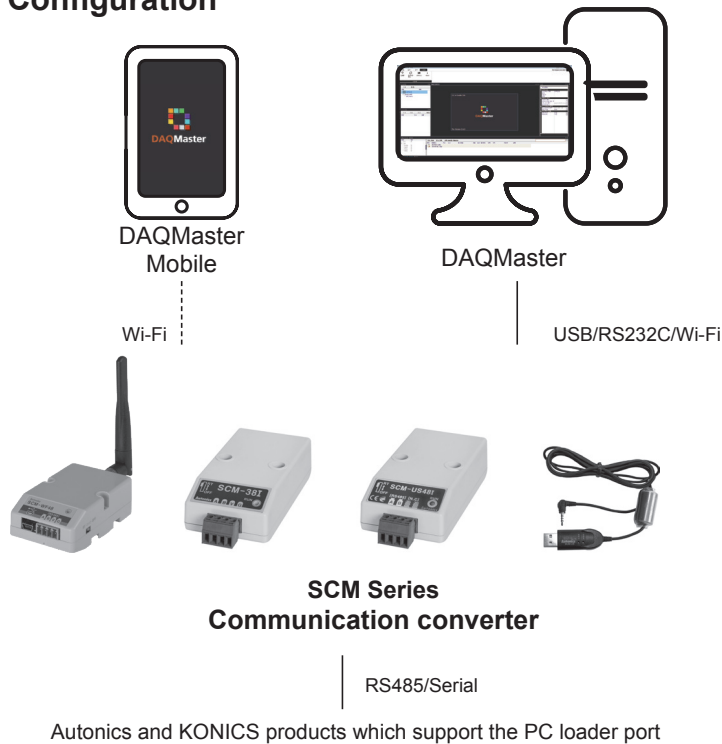 Configuration
DAQMaster
DAQMaster
DAQMaster
Mobile
DAQMaster
Wi-Fi
USB/RS232C/Wi-Fi
SCM-38I
SCM-US48I
SCM Series
Communication converter
RS485/Serial
Autonics and KONICS products which support the PC loader port